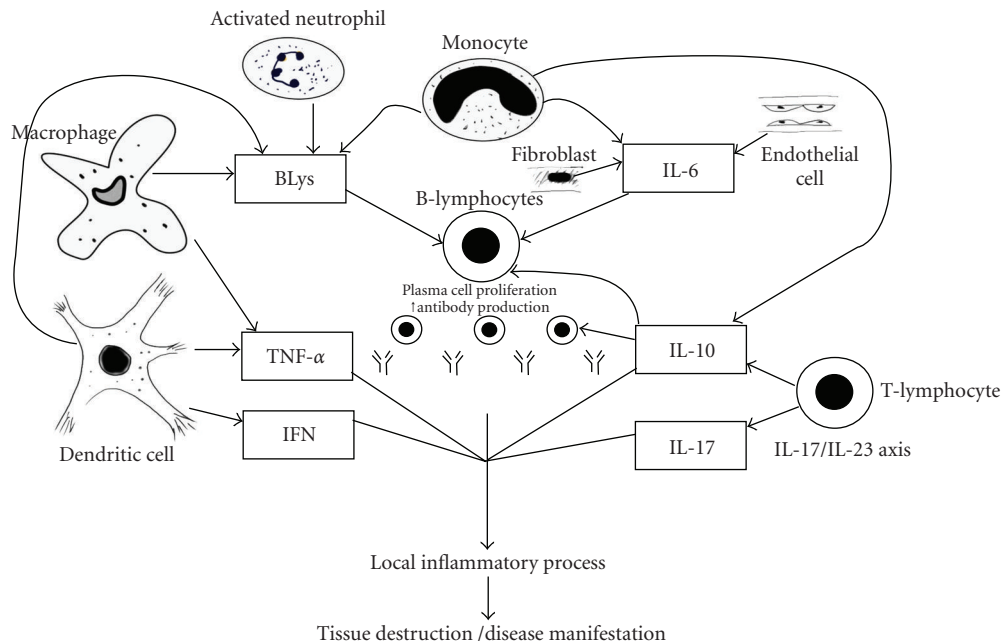 Activated neutrophil
Monocyte
Macrophage
Fibroblast
Endothelial
cell
BLys
IL-6
B-lymphocytes
Plasma cell proliferation
↑antibody production
TNF-α
IL-10
T-lymphocyte
IFN
IL-17
IL-17/IL-23 axis
Dendritic cell
Local inflammatory process
Tissue destruction /disease manifestation